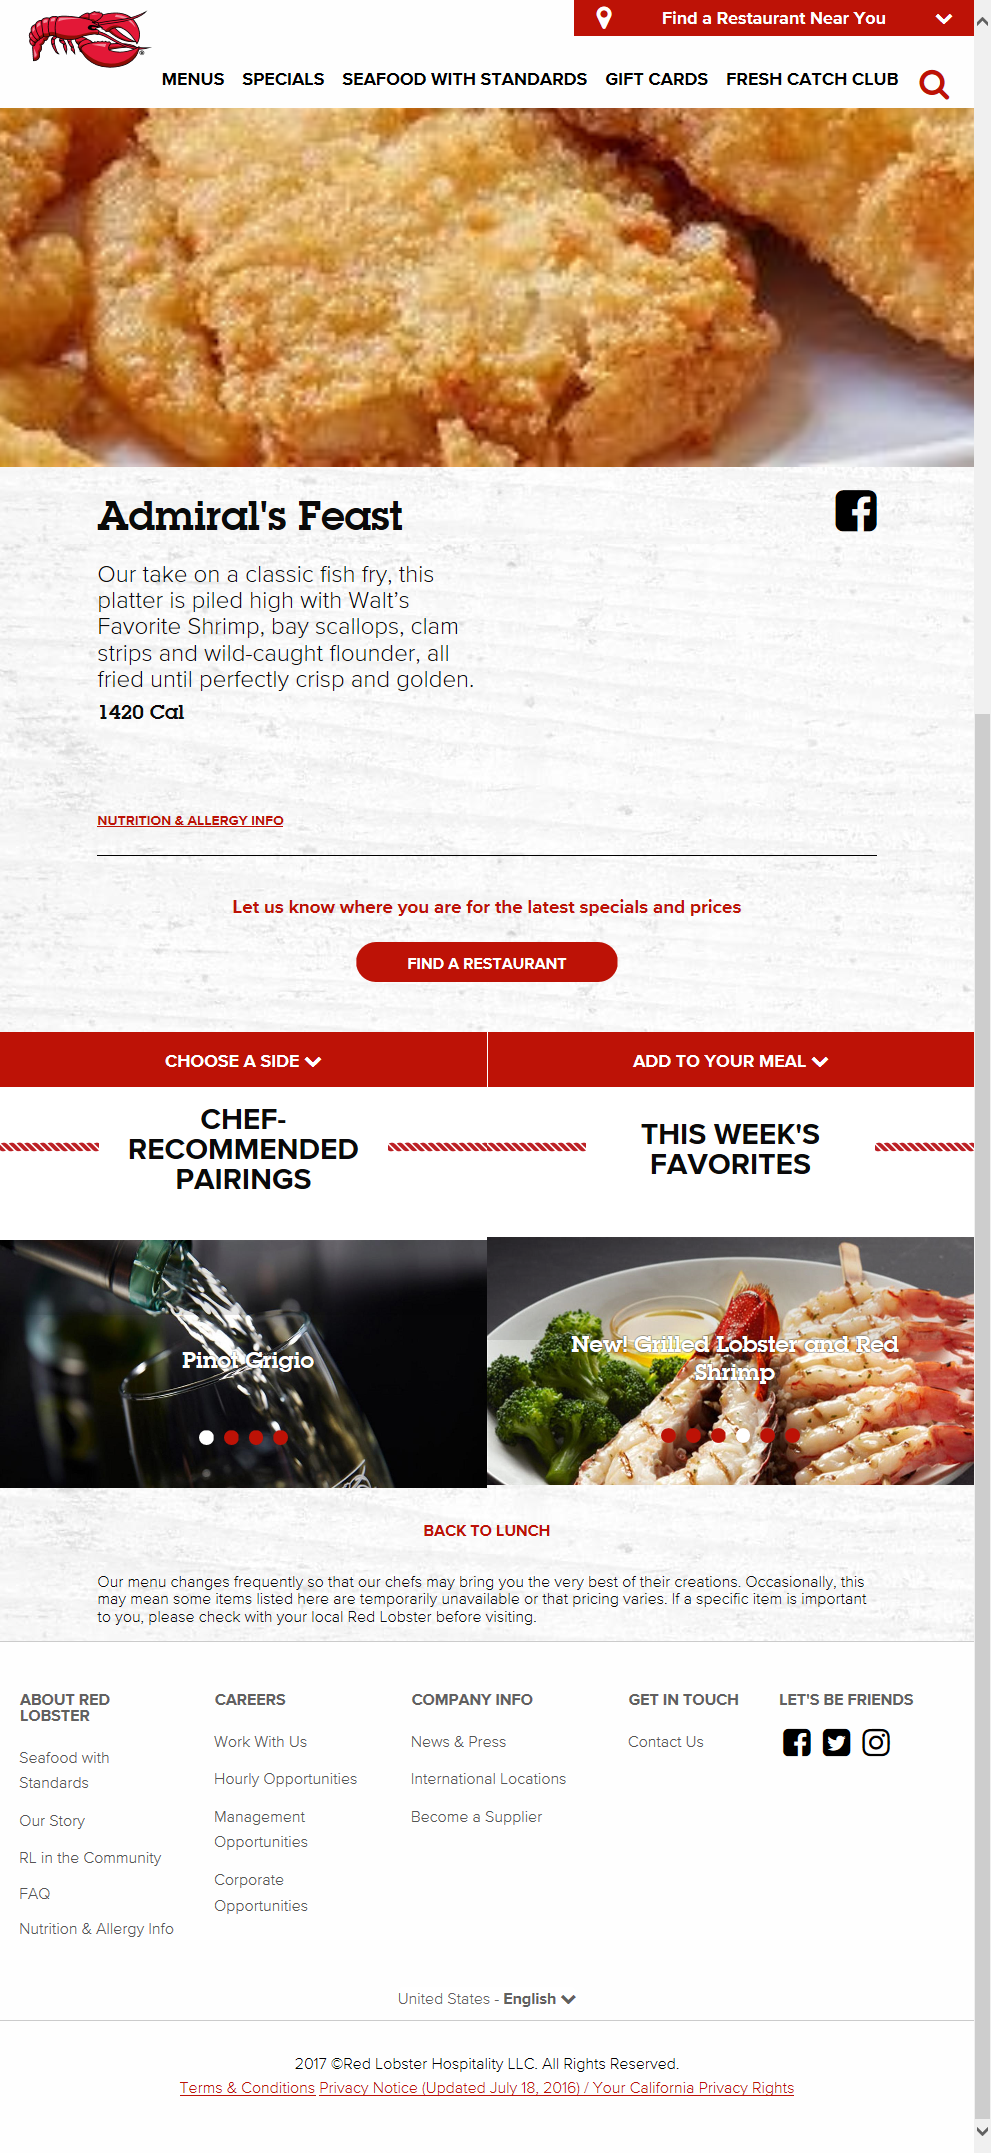 Find a Restaurant Near You
MENUS SPECIALS SEAFOOD WITH STANDARDS GIFT CARDS FRESH CATCH CLUB
Admiral's Feast
Our take on a classic fish fry, this
platter is piled high with Walt's
Favorite Shrimp, bay scallops, clam
strips and wild-caught flounder, all
fried until perfectly crisp and golden.
1420 Cal
NUTRITION & ALLERGY INFO
Let us know where you are for the latest specials and prices
FIND A RESTAURANT
CHOOSE A SIDE
ADD TO YOUR MEAL
CHEF-
RECOMMENDED
PAIRINGS
THIS WEEK'S
FAVORITES
Pinot Grigio
New! Grilled Lobster and Red
Shrimp
BACK TO LUNCH
Our menu changes frequently so that our chefs may bring you the very best of their creations. Occasionally, this
may mean some items listed here are temporarily unavailable or that pricing varies. If a specific item is important
to you, please check with your local Red Lobster before visiting.
ABOUT RED
LOBSTER
Seafood with
Standards
Our Story
RL in the Community
FAQ
Nutrition & Allergy Info
CAREERS
Work With Us
Hourly Opportunities
Management
Opportunities
Corporate
Opportunities
COMPANY INFO
News & Press
International Locations
Become a Supplier
GET IN TOUCH
Contact Us
LET'S BE FRIENDS
United States - English
2017 ©Red Lobster Hospitality LLC. All Rights Reserved.
Terms & Conditions Privacy Notice (Updated July 18, 2016) / Your California Privacy Rights